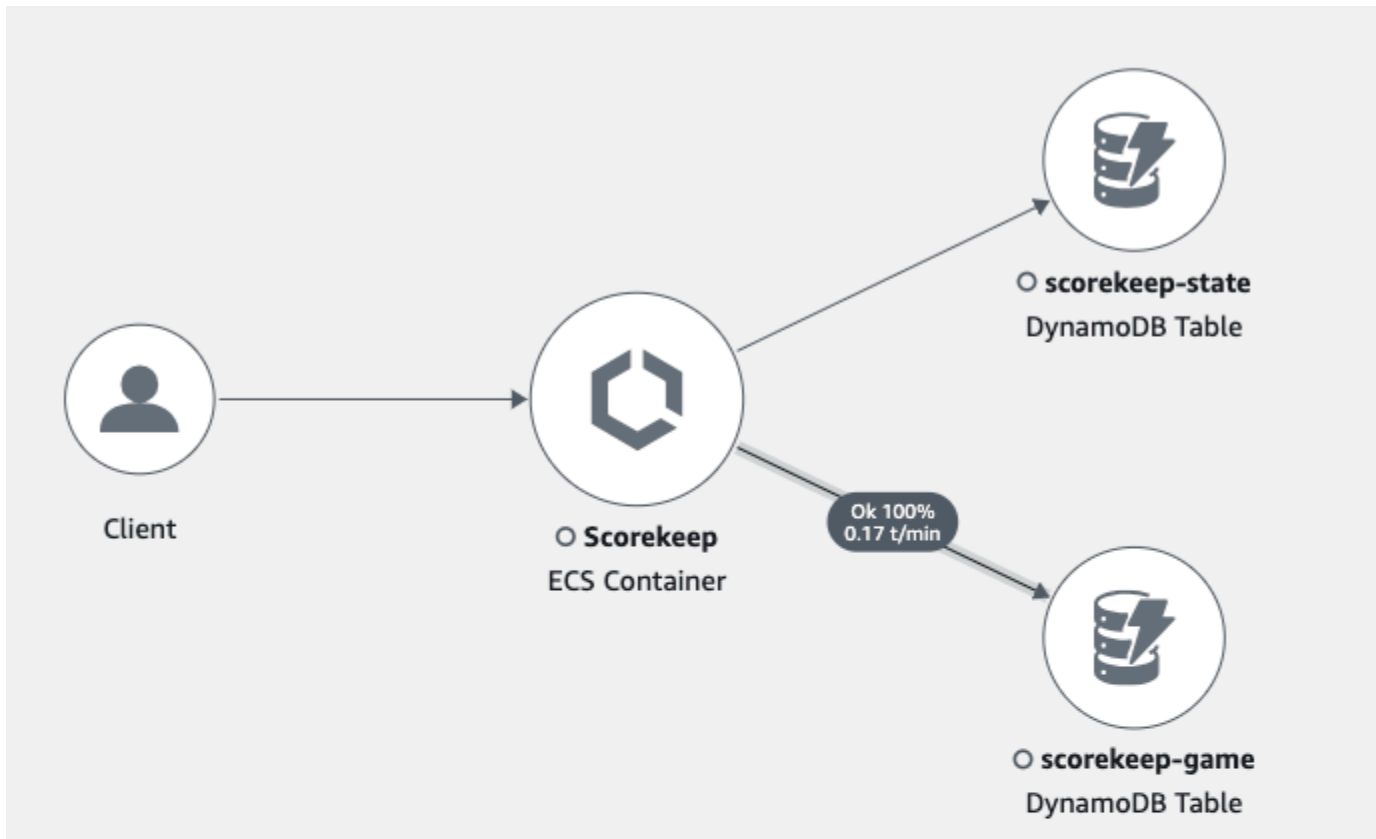 scorekeep-state
DynamoDB Table
Client
Scorekeep
ECS Container
Ok 100%
0.17 t/min
scorekeep-game
DynamoDB Table